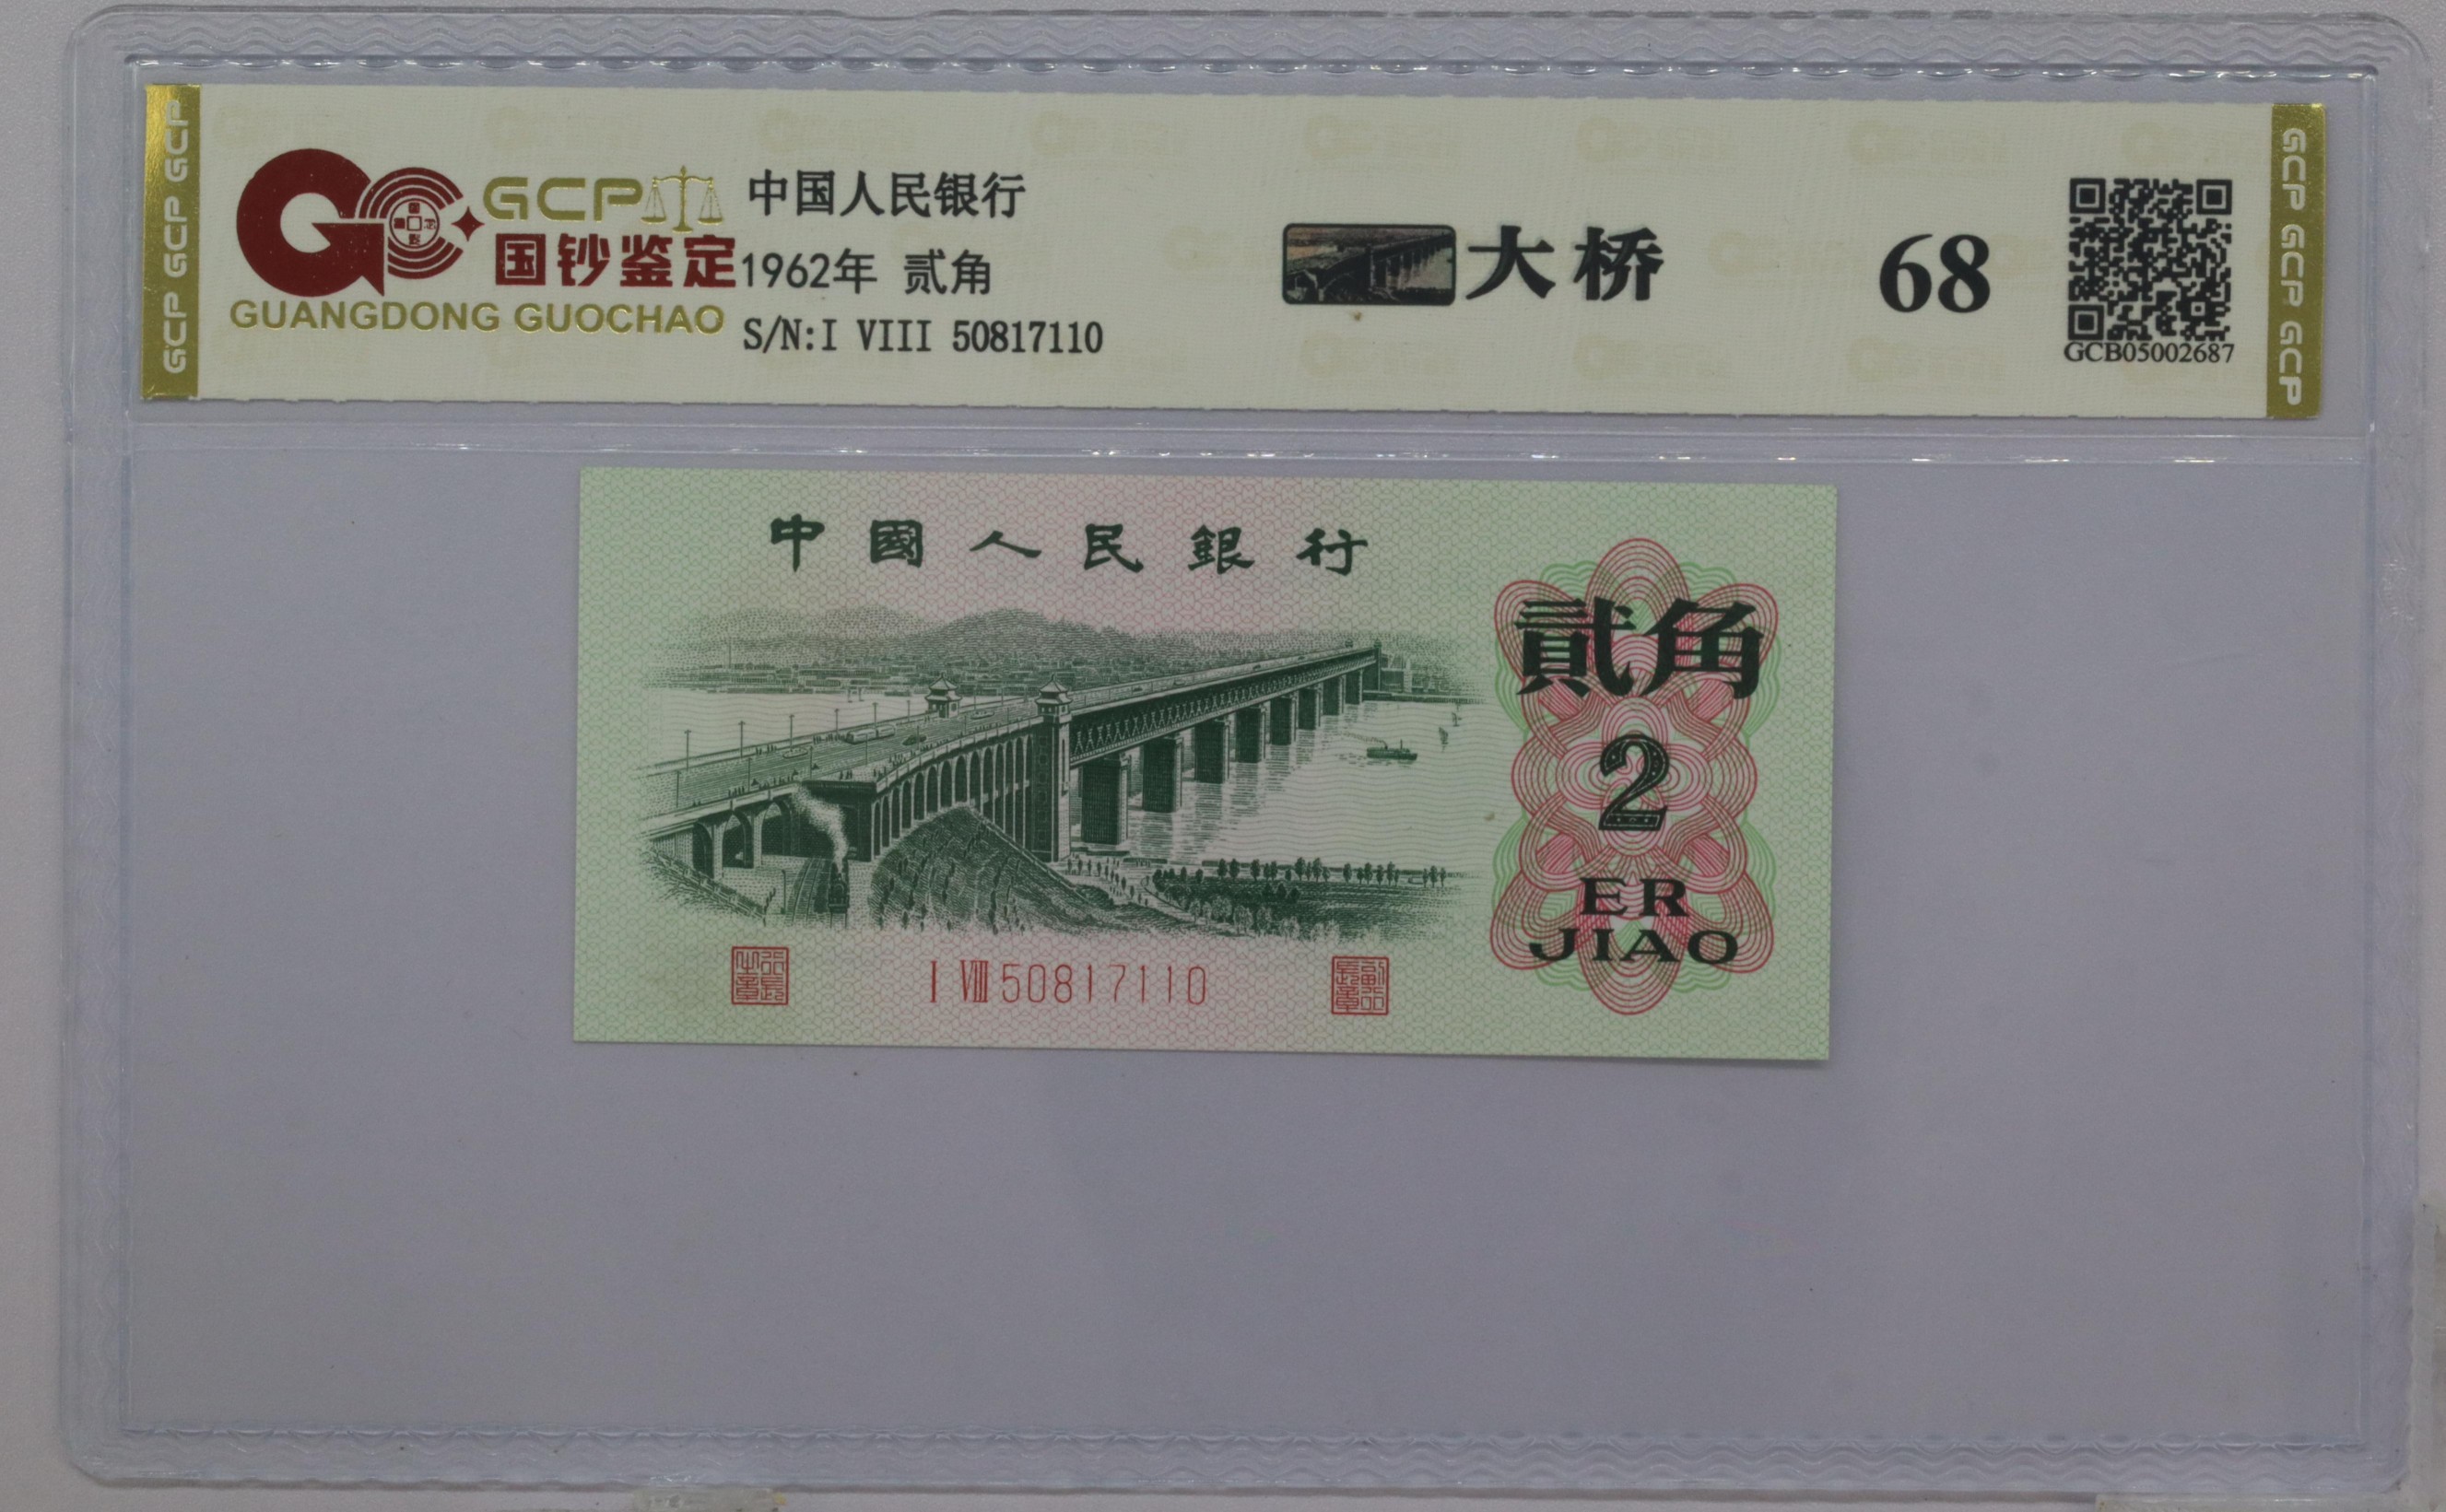 GCP GCP GCP
GCP
国钞鉴定
GUANGDONG GUOCHAO
中国人民银行
1962年 贰角
S/N:I VIII 50817110
大桥
68
GCB05002687
GCP GCP GCP
中國人民銀行
貳角
2
ER
JIAO
I VIII 50817110